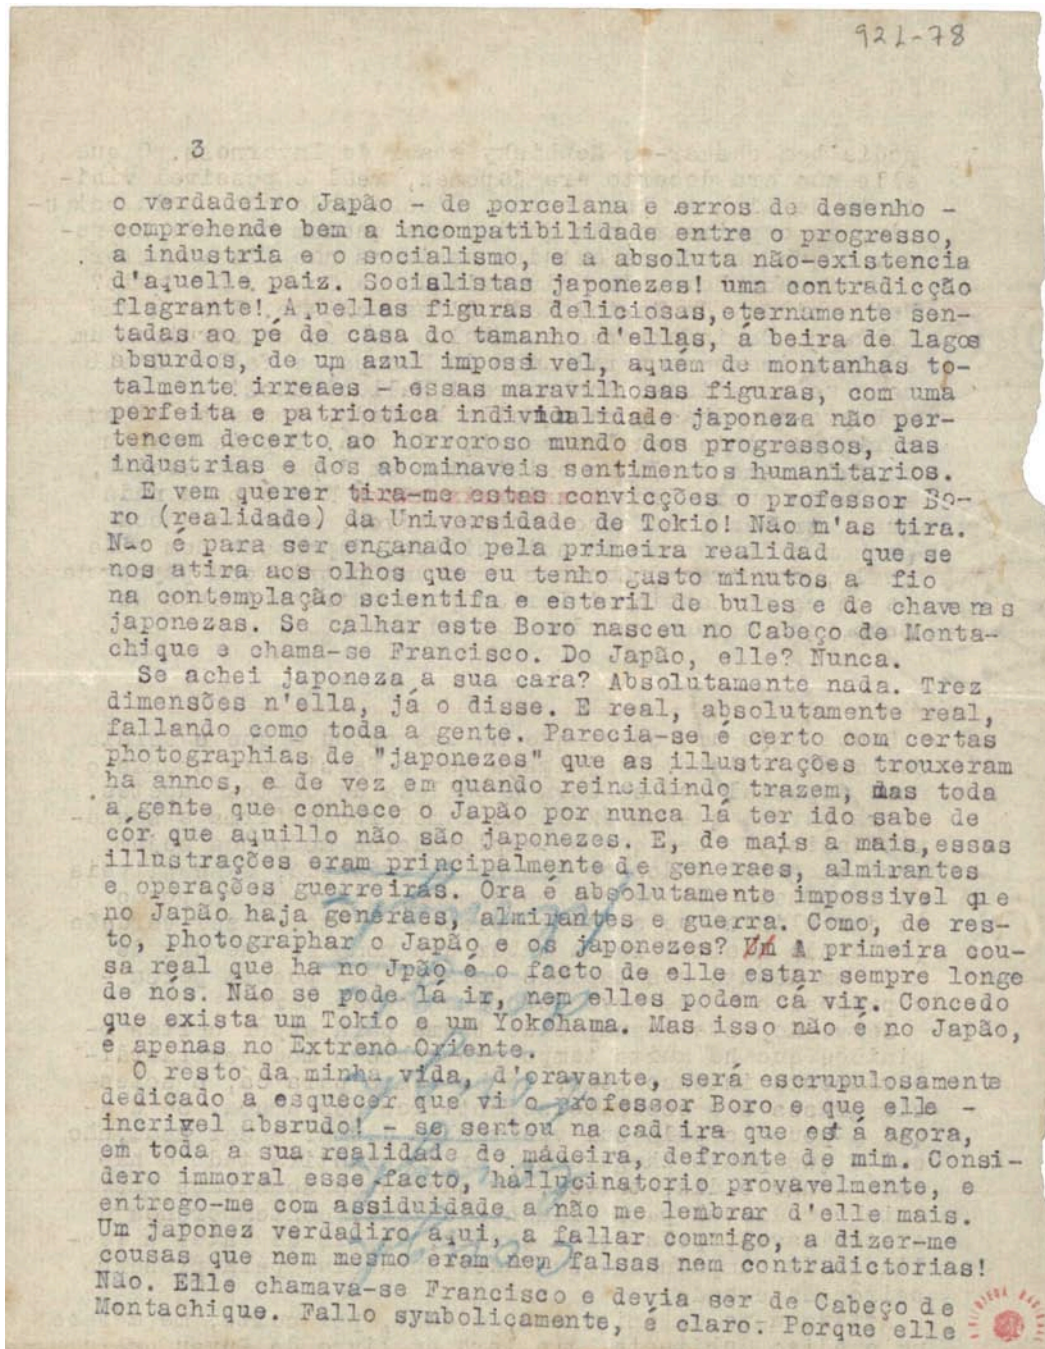 921-78
3
o verdadeiro Japão - de porcelana e erros de desenho -
comprehende bem a incompatibilidade entre o progresso,
a industria e o socialismo, e a absoluta não-existencia
d'aquelle paiz. Socialistas japonezes! uma contradicção
flagrante! A uellas figuras deliciosas,eternamente sen-
tadas ao pé de casa do tamanho d'ellas, á beira de lagos
absurdos, de um azul impossi vel, aquém de montanhas to-
talmente irreaes - essas maravilhosas figuras, com uma
perfeita e patriotica individualidade japoneza não per-
tencem decerto ao horroroso mundo dos progressos, das
industrias e dos abominaveis sentimentos humanitarios.
E vem querer tira-me estas convicções o professor Bo-
ro (realidade) da Universidade de Tokio! Não m'as tira.
Não é para ser enganado pela primeira realidad que se
nos atira aos olhos que eu tenho gasto minutos a fio
na contemplação scientifa e esteril de bules e de chavenas
japonezas. Se calhar este Boro nasceu no Cabeço de Monta-
chique e chama-se Francisco. Do Japão, elle? Nunca.
Se achei japoneza a sua cara? Absolutamente nada. Trez
dimensões n'ella, já o disse. E real, absolutamente real,
fallando como toda a gente. Parecia-se é certo com certas
photographias de "japonezes" que as illustrações trouxeram
ha annos, e de vez em quando reincidindo trazem, mas toda
a gente que conhece o Japão por nunca lá ter ido sabe de
cór que aquillo não são japonezes. E, de mais a mais,essas
illustrações eram principalmente de generaes, almirantes
e operações guerreiras. Ora é absolutamente impossivel que
no Japão haja generaes, almirantes e guerra. Como, de res-
to, photographar o Japão e os japonezes? Um A primeira cou-
sa real que ha no Jpão é o facto de elle estar sempre longe
de nós. Não se pode lá ir, nem elles podem cá vir. Concedo
que exista um Tokio e um Yokohama. Mas isso não é no Japão,
é apenas no Extreno Oriente.
O resto da minha vida, d'oravante, será escrupulosamente
dedicado a esquecer que vi o professor Boro e que elle -
incrivel absrudo! - se sentou na cad ira que está agora,
em toda a sua realidade de madeira, defronte de mim. Consi-
dero immoral esse facto, hallucinatorio provavelmente, e
entrego-me com assiduidade a não me lembrar d'elle mais.
Um japonez verdadiro aqui, a fallar commigo, a dizer-me
cousas que nem mesmo eram nem falsas nem contradictorias!
Não. Elle chamava-se Francisco e devia ser de Cabeço de
Montachique. Fallo symbolicamente, é claro. Porque elle